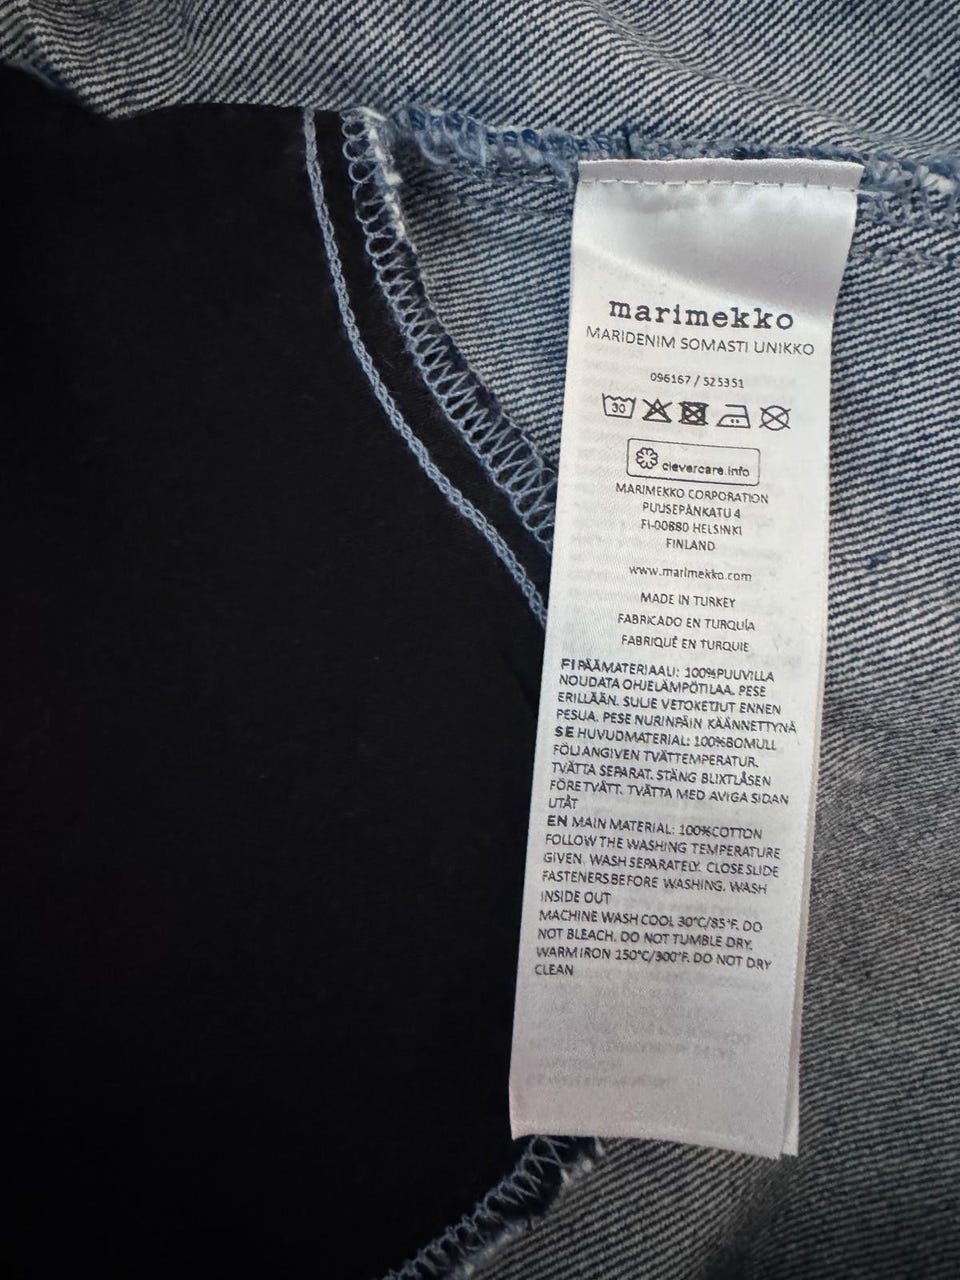 marimekko
MARIDENIM SOMASTI UNIKKO
096167 / 525351
30
clevercare.info
MARIMEKKO CORPORATION
PUUSEPÄNKATU 4
FI-00880 HELSINKI
FINLAND
www.marimekko.com
MADE IN TURKEY
FABRICADO EN TURQUÍA
FABRIQUÉ EN TURQUIE
FI PÄÄMATERIAALI: 100%PUUVILLA
NOUDATA OHJELÄMPÖTILAA. PESE
ERILLÄÄN. SULJE VETOKETJUT ENNEN
PESUA. PESE NURINPÄIN KÄÄNNETTYNÄ
SE HUVUDMATERIAL: 100%BOMULL
FÖLJ ANGIVEN TVÄTTEMPERATUR.
TVÄTTA SEPARAT. STÄNG BLIXTLÅSEN
FÖRE TVÄTT. TVÄTTA MED AVIGA SIDAN
UTÅT
EN MAIN MATERIAL: 100%COTTON
FOLLOW THE WASHING TEMPERATURE
GIVEN. WASH SEPARATELY. CLOSE SLIDE
FASTENERS BEFORE WASHING. WASH
INSIDE OUT
MACHINE WASH COOL 30°C/85°F. DO
NOT BLEACH. DO NOT TUMBLE DRY.
WARM IRON 150°C/300°F. DO NOT DRY
CLEAN